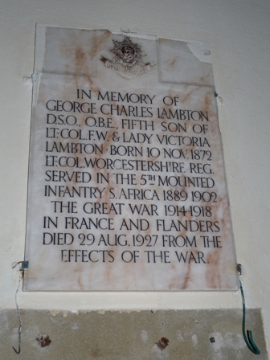 IN MEMORY OF
GEORGE CHARLES LAMBTON
D.S.O., O.B.E., FIFTH SON OF
LT.COL.F.W. & LADY VICTORIA
LAMBTON · BORN 10 NOV. 1872
LT.COL.WORCESTERSHIRE REG.
SERVED IN THE 5TH MOUNTED
INFANTRY S. AFRICA 1889-1902
THE GREAT WAR 1914-1918
IN FRANCE AND FLANDERS
DIED 29 AUG. 1927 FROM THE
EFFECTS OF THE WAR